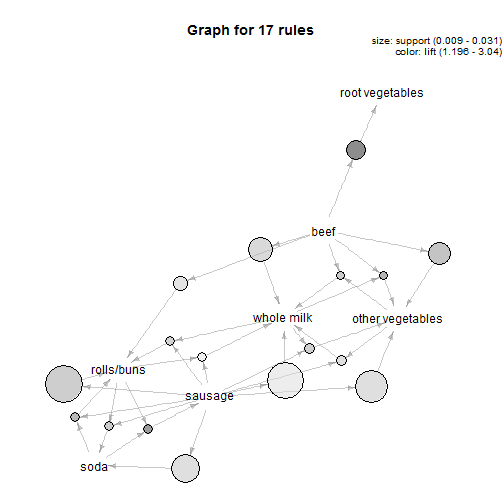 Graph for 17 rules
size: support (0.009 - 0.031)
color: lift (1.196 - 3.04)
root vegetables
beef
whole milk
other vegetables
rolls/buns
sausage
soda